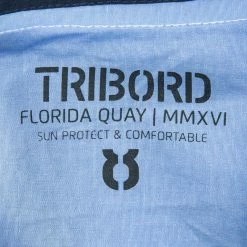 TRIBORD
FLORIDA QUAY | MMXVI
SUN PROTECT & COMFORTABLE